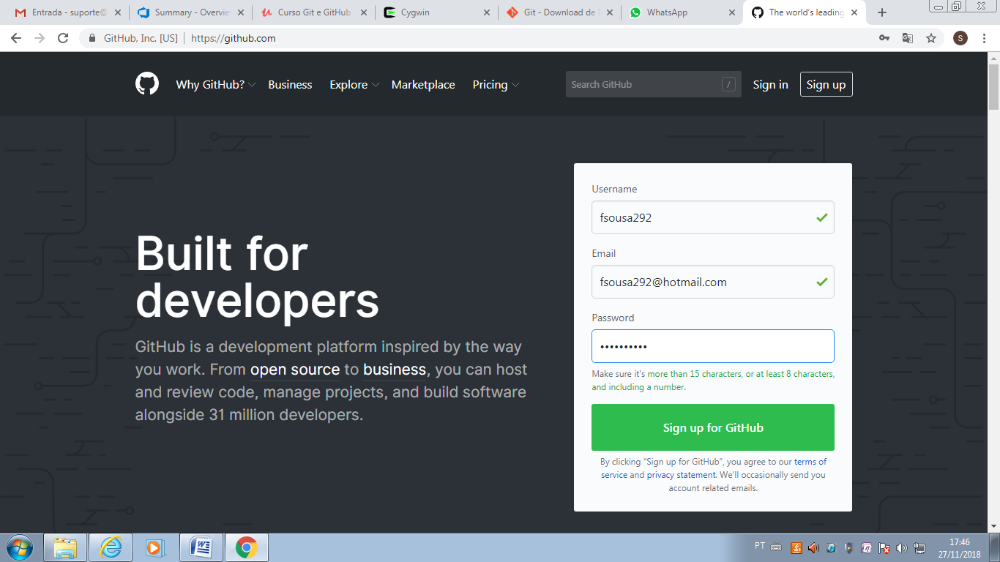 Entrada - suporte@
Summary - Overvie
Curso Git e GitHub
Cygwin
Git - Download de
WhatsApp
The world's leading
GitHub, Inc. [US] https://github.com
S
Why GitHub? Business Explore Marketplace Pricing
Search GitHub /
Sign in
Sign up
Built for
developers
GitHub is a development platform inspired by the way
you work. From open source to business, you can host
and review code, manage projects, and build software
alongside 31 million developers.
Username
fsousa292
Email
fsousa292@hotmail.com
Password
••••••••••
Make sure it's more than 15 characters, or at least 8 characters,
and including a number.
Sign up for GitHub
By clicking “Sign up for GitHub”, you agree to our terms of
service and privacy statement. We'll occasionally send you
account related emails.
PT
17:46
27/11/2018